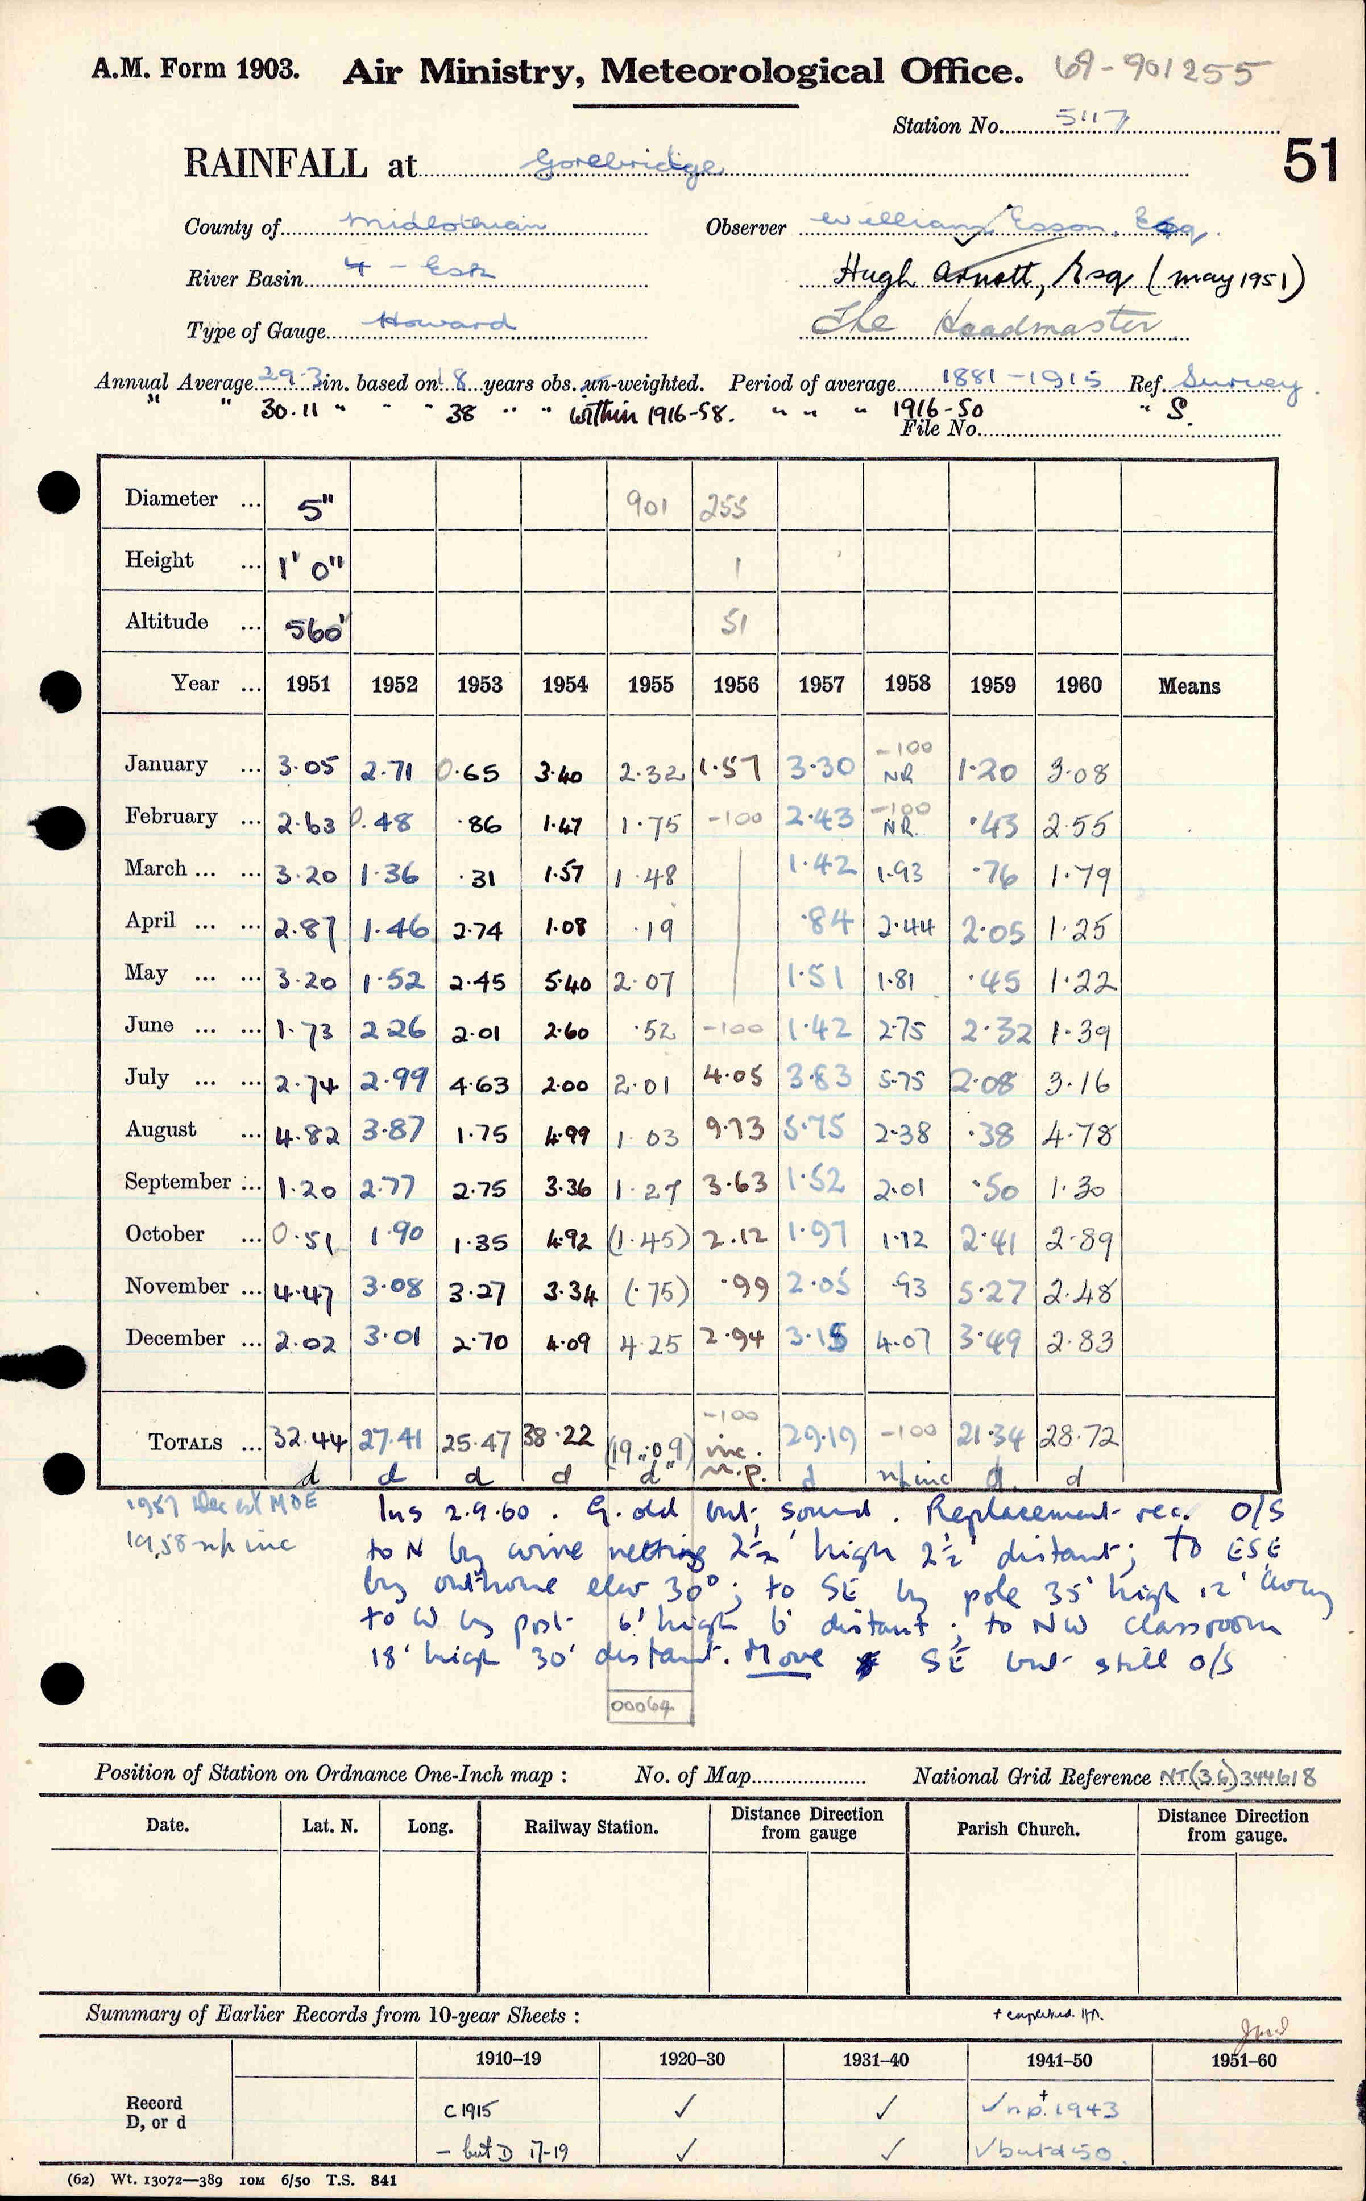 A.M. Form 1903. Air Ministry, Meteorological Office. 69-901255
Station No. 5117
RAINFALL at Gorebridge 51
County of Midlothian Observer William Esson, Esq.
River Basin 4 - Esk Hugh Arnott, Esq (May 1951)
Type of Gauge Howard The Headmaster
Annual Average 29.3 in. based on 18 years obs. un-weighted. Period of average 1881-1915 Ref. Survey.
" " 30.11 " " " 38 " " within 1916-58. " " " 1916-50 " S.
File No.
Diameter ... 5" 901 255
Height ... 1' 0" 1
Altitude ... 560' 51
Year ... 1951 1952 1953 1954 1955 1956 1957 1958 1959 1960 Means
January ... 3.05 2.71 0.65 3.40 2.32 1.57 3.30 -100 NR 1.20 3.08
February ... 2.63 0.48 .86 1.47 1.75 -100 2.43 -100 NR. .43 2.55
March ... ... 3.20 1.36 .31 1.57 1.48 1.42 1.93 .76 1.79
April ... ... 2.87 1.46 2.74 1.08 .19 .84 2.44 2.05 1.25
May ... ... 3.20 1.52 2.45 5.40 2.07 1.51 1.81 .45 1.22
June ... ... 1.73 2.26 2.01 2.60 .52 -100 1.42 2.75 2.32 1.39
July ... ... 2.74 2.99 4.63 2.00 2.01 4.05 3.83 5.75 2.08 3.16
August ... 4.82 3.87 1.75 4.99 1.03 9.73 5.75 2.38 .38 4.78
September ... 1.20 2.77 2.75 3.36 1.27 3.63 1.52 2.01 .50 1.30
October ... 0.51 1.90 1.35 4.92 (1.45) 2.12 1.97 1.12 2.41 2.89
November ... 4.47 3.08 3.27 3.34 (.75) .99 2.05 .93 5.27 2.48
December ... 2.02 3.01 2.70 4.09 4.25 2.94 3.15 4.07 3.49 2.83
-100
TOTALS ... 32.44 27.41 25.47 38.22 (19.09) inc. 29.19 -100 21.34 28.72
d d d d d n.p. d n/p inc d d
1957 Dec est MOE
1958 n/p inc
Ins 2.9.60. G. old but sound. Replacement rec. O/S
to N by wire netting 2½' high 2½' distant; to ESE
by outhouse elev 30°; to SE by pole 35' high 12' away
to W by post 6' high 6' distant; to NW classroom
18' high 30' distant. Move SE but still O/S
00064
Position of Station on Ordnance One-Inch map : No. of Map National Grid Reference NT(36)344618
Date. Lat. N. Long. Railway Station. Distance Direction from gauge Parish Church. Distance Direction from gauge.
Summary of Earlier Records from 10-year Sheets :
1910–19 1920–30 1931–40 1941–50 1951–60
Record D, or d
C1915 ✓ ✓ ✓ n.p.+ 1943
- but D 17-19 ✓ ✓ ✓ but d 50.
(62) Wt. 13072—389 10M 6/50 T.S. 841